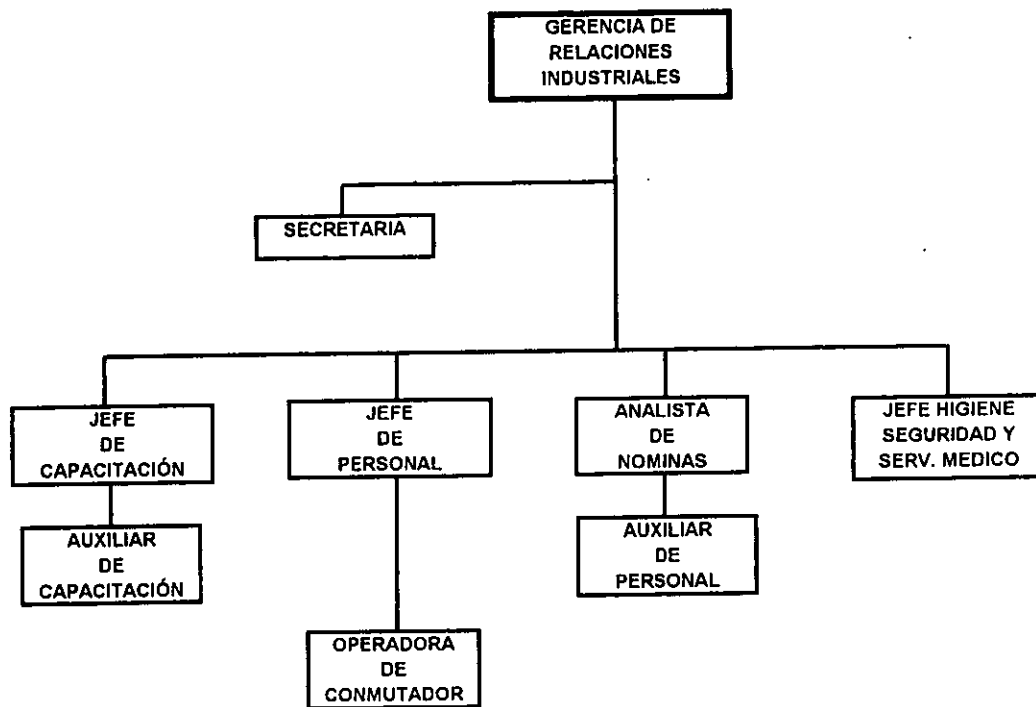 GERENCIA DE
RELACIONES
INDUSTRIALES
SECRETARIA
JEFE
DE
CAPACITACIÓN
JEFE
DE
PERSONAL
ANALISTA
DE
NOMINAS
JEFE HIGIENE
SEGURIDAD Y
SERV. MEDICO
AUXILIAR
DE
CAPACITACIÓN
AUXILIAR
DE
PERSONAL
OPERADORA
DE
CONMUTADOR